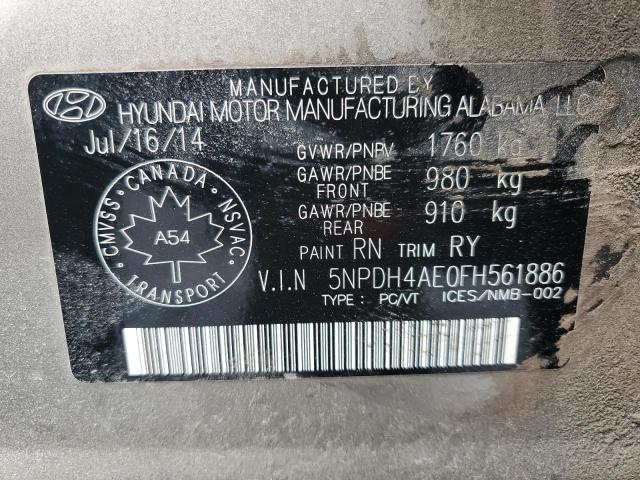 MANUFACTURED BY
HYUNDAI MOTOR MANUFACTURING ALABAMA, LLC
Jul/16/14
GVWR/PNBV 1760 kg
GAWR/PNBE FRONT 980 kg
GAWR/PNBE REAR 910 kg
CANADA
CMVSS
NSVAC
A54
TRANSPORT
PAINT RN TRIM RY
V.I.N 5NPDH4AE0FH561886
TYPE : PC/VT ICES/NMB-002